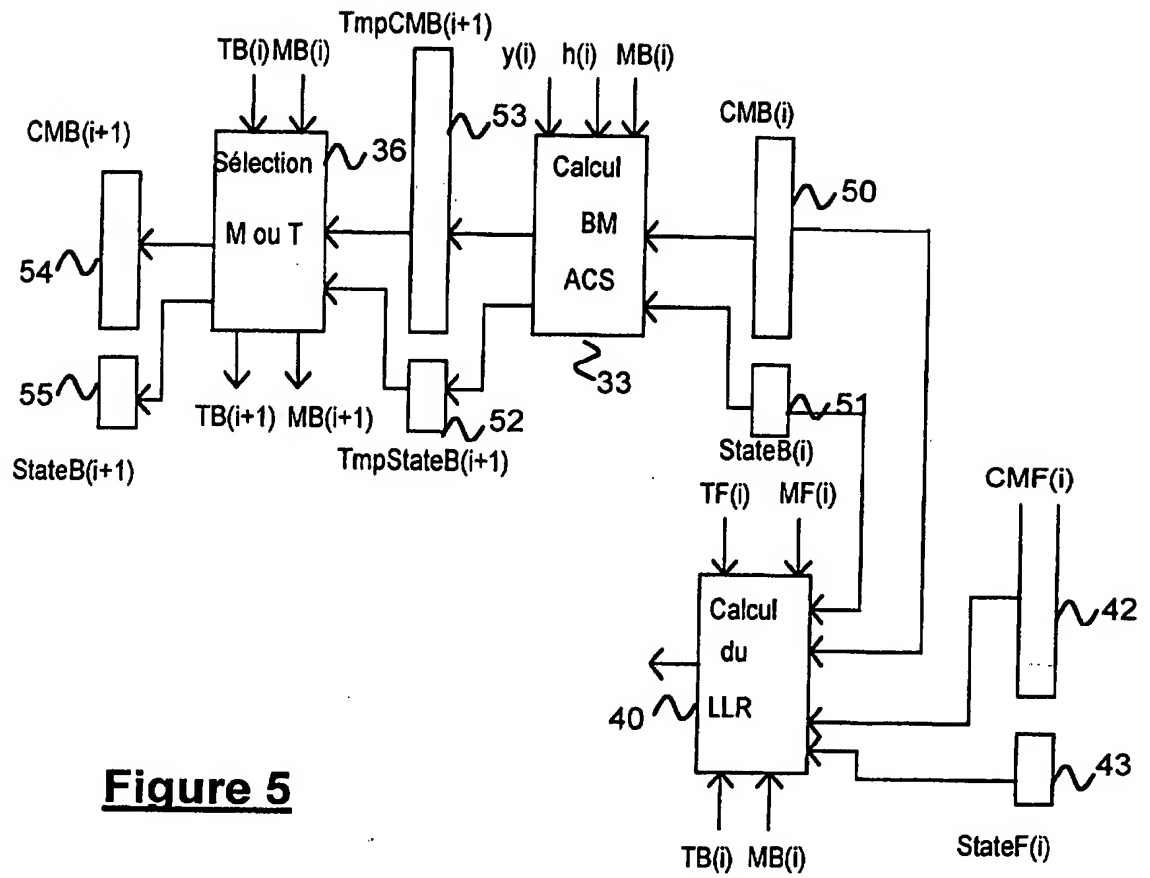 TmpCMB(i+1)
TB(i) MB(i)
y(i) h(i) MB(i)
CMB(i+1)
53
CMB(i)
36
Sélection
M ou T
Calcul
BM
ACS
50
54
55
33
51
TB(i+1) MB(i+1)
52
StateB(i+1)
TmpStateB(i+1)
StateB(i)
TF(i) MF(i)
CMF(i)
Calcul
du
LLR
42
40
43
Figure 5
TB(i) MB(i)
StateF(i)